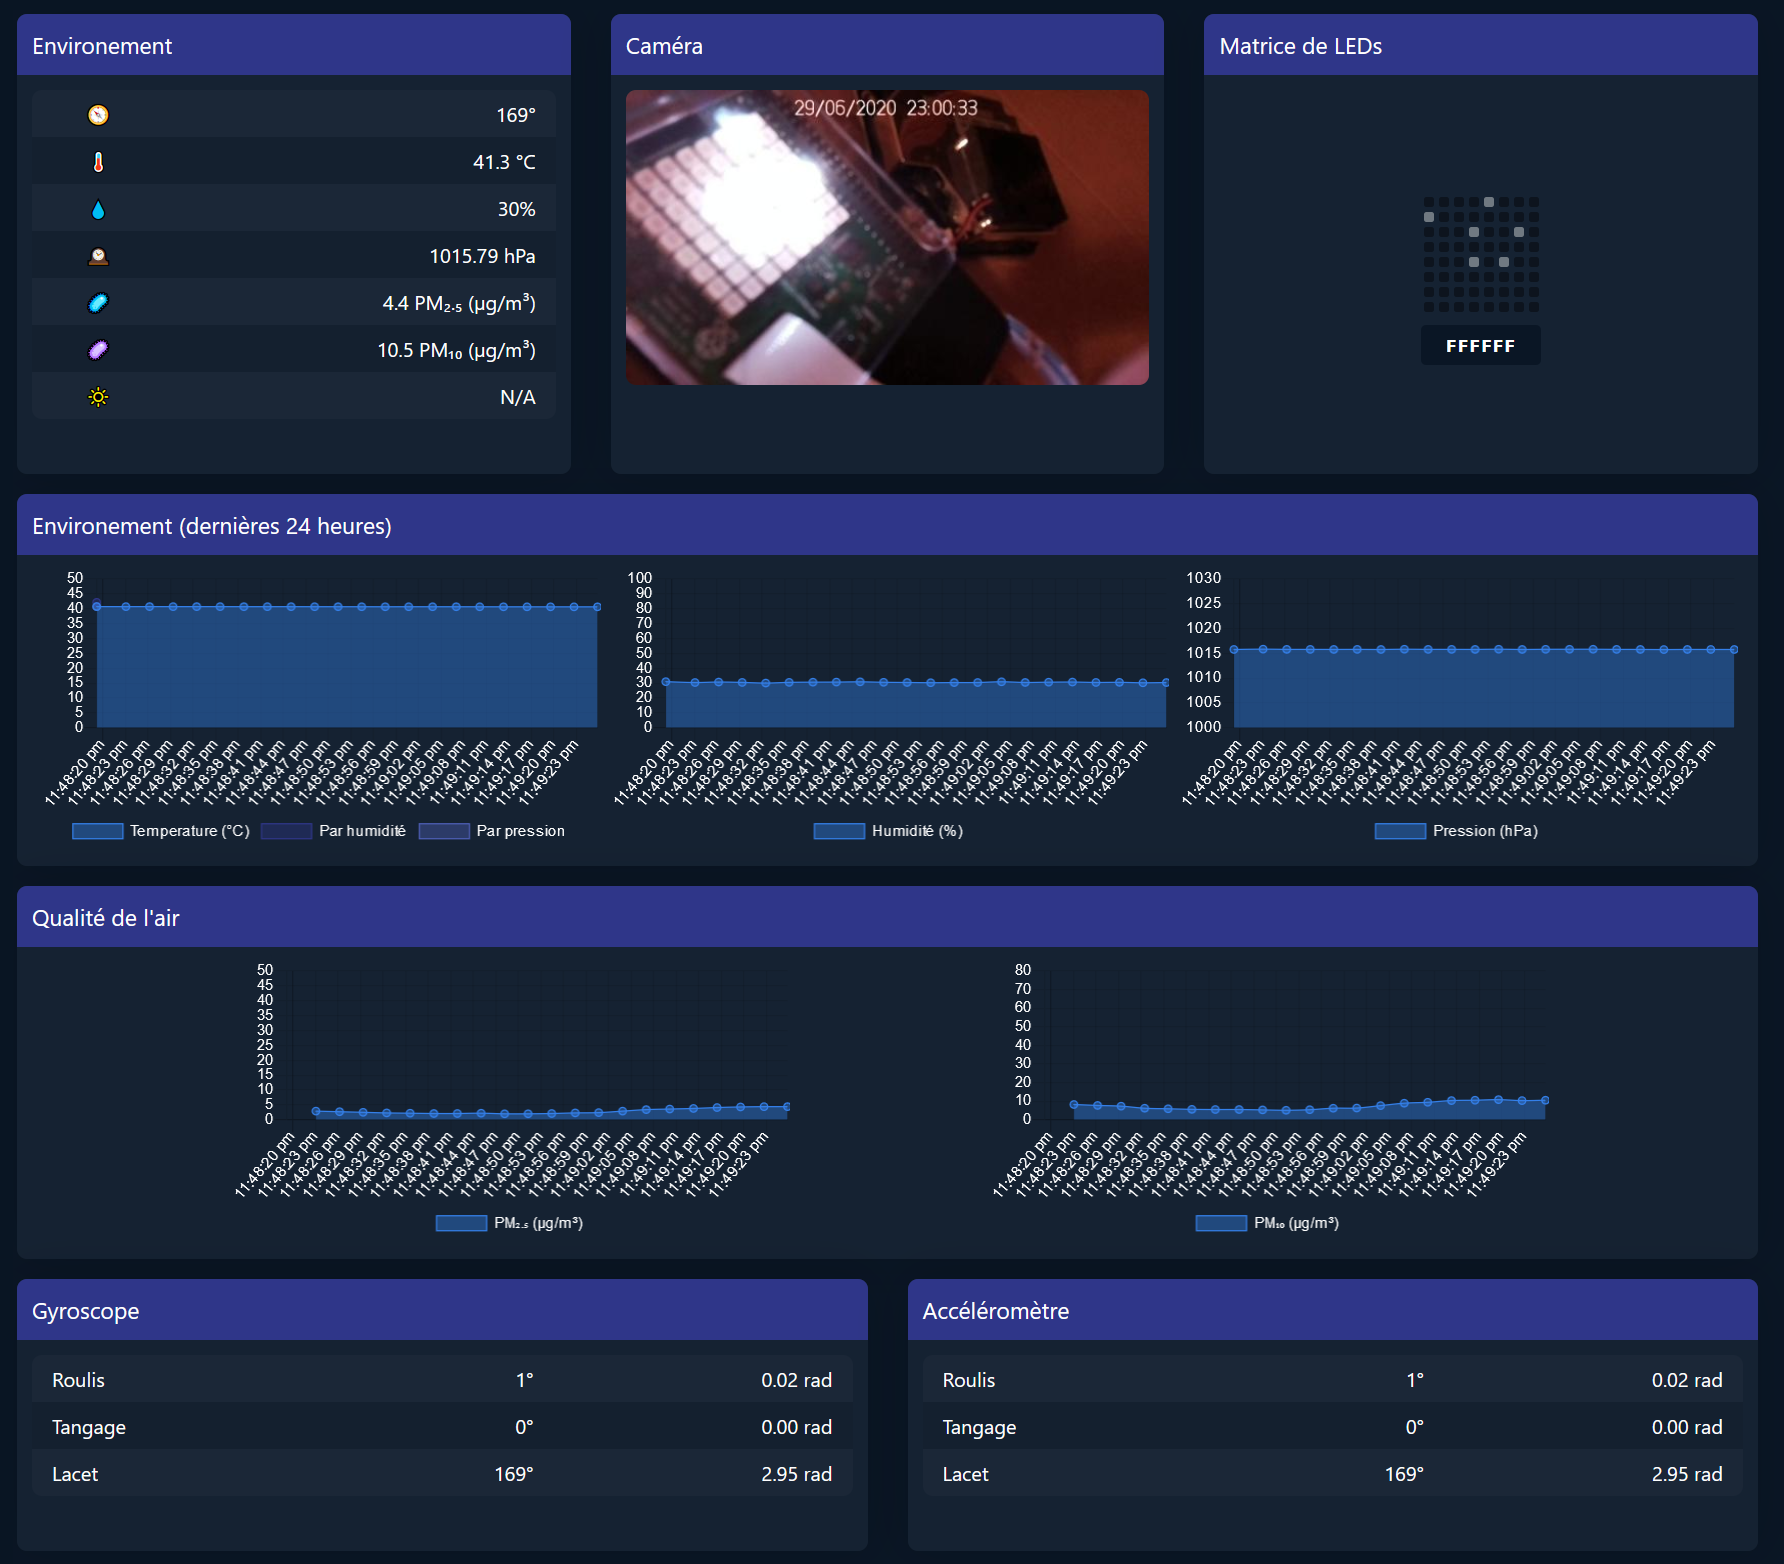 Environement
169°
41.3 °C
30%
1015.79 hPa
4.4 PM₂.₅ (µg/m³)
10.5 PM₁₀ (µg/m³)
N/A
Caméra
29/06/2020 23:00:33
Matrice de LEDs
FFFFFF
Environement (dernières 24 heures)
50
45
40
35
30
25
20
15
10
5
0
11:48:20 pm
11:48:23 pm
11:48:26 pm
11:48:29 pm
11:48:32 pm
11:48:35 pm
11:48:38 pm
11:48:41 pm
11:48:44 pm
11:48:47 pm
11:48:50 pm
11:48:53 pm
11:48:56 pm
11:48:59 pm
11:49:02 pm
11:49:05 pm
11:49:08 pm
11:49:11 pm
11:49:14 pm
11:49:17 pm
11:49:20 pm
11:49:23 pm
Temperature (°C) Par humidité Par pression
100
90
80
70
60
50
40
30
20
10
0
11:48:20 pm
11:48:23 pm
11:48:26 pm
11:48:29 pm
11:48:32 pm
11:48:35 pm
11:48:38 pm
11:48:41 pm
11:48:44 pm
11:48:47 pm
11:48:50 pm
11:48:53 pm
11:48:56 pm
11:48:59 pm
11:49:02 pm
11:49:05 pm
11:49:08 pm
11:49:11 pm
11:49:14 pm
11:49:17 pm
11:49:20 pm
11:49:23 pm
Humidité (%)
1030
1025
1020
1015
1010
1005
1000
11:48:20 pm
11:48:23 pm
11:48:26 pm
11:48:29 pm
11:48:32 pm
11:48:35 pm
11:48:38 pm
11:48:41 pm
11:48:44 pm
11:48:47 pm
11:48:50 pm
11:48:53 pm
11:48:56 pm
11:48:59 pm
11:49:02 pm
11:49:05 pm
11:49:08 pm
11:49:11 pm
11:49:14 pm
11:49:17 pm
11:49:20 pm
11:49:23 pm
Pression (hPa)
Qualité de l'air
50
45
40
35
30
25
20
15
10
5
0
11:48:20 pm
11:48:23 pm
11:48:26 pm
11:48:29 pm
11:48:32 pm
11:48:35 pm
11:48:38 pm
11:48:41 pm
11:48:44 pm
11:48:47 pm
11:48:50 pm
11:48:53 pm
11:48:56 pm
11:48:59 pm
11:49:02 pm
11:49:05 pm
11:49:08 pm
11:49:11 pm
11:49:14 pm
11:49:17 pm
11:49:20 pm
11:49:23 pm
PM₂.₅ (µg/m³)
80
70
60
50
40
30
20
10
0
11:48:20 pm
11:48:23 pm
11:48:26 pm
11:48:29 pm
11:48:32 pm
11:48:35 pm
11:48:38 pm
11:48:41 pm
11:48:44 pm
11:48:47 pm
11:48:50 pm
11:48:53 pm
11:48:56 pm
11:48:59 pm
11:49:02 pm
11:49:05 pm
11:49:08 pm
11:49:11 pm
11:49:14 pm
11:49:17 pm
11:49:20 pm
11:49:23 pm
PM₁₀ (µg/m³)
Gyroscope
Roulis 1° 0.02 rad
Tangage 0° 0.00 rad
Lacet 169° 2.95 rad
Accéléromètre
Roulis 1° 0.02 rad
Tangage 0° 0.00 rad
Lacet 169° 2.95 rad